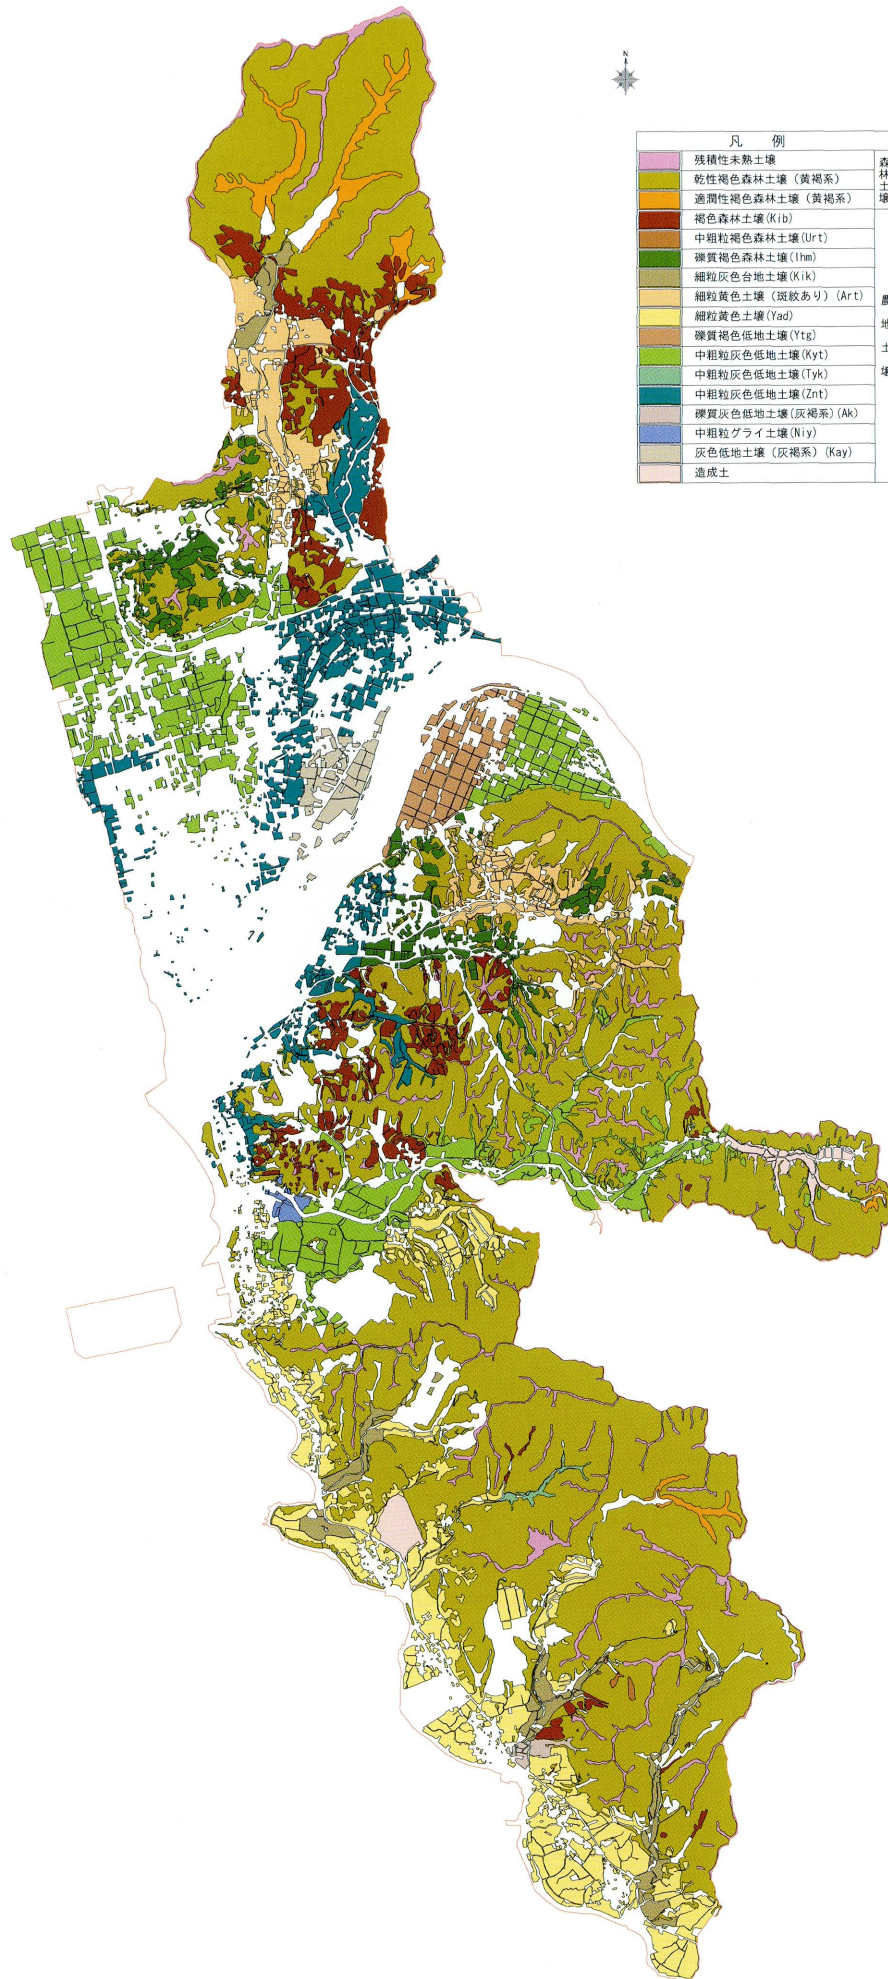 N
凡 例
残積性未熟土壌
乾性褐色森林土壌（黄褐系）
適潤性褐色森林土壌（黄褐系）
褐色森林土壌(Kib)
中粗粒褐色森林土壌(Urt)
礫質褐色森林土壌(Ihm)
細粒灰色台地土壌(Kik)
細粒黄色土壌（斑紋あり）(Art)
細粒黄色土壌(Yad)
礫質褐色低地土壌(Ytg)
中粗粒灰色低地土壌(Kyt)
中粗粒灰色低地土壌(Tyk)
中粗粒灰色低地土壌(Znt)
礫質灰色低地土壌(灰褐系)(Ak)
中粗粒グライ土壌(Niy)
灰色低地土壌（灰褐系）(Kay)
造成土
森林土壌
農地土壌